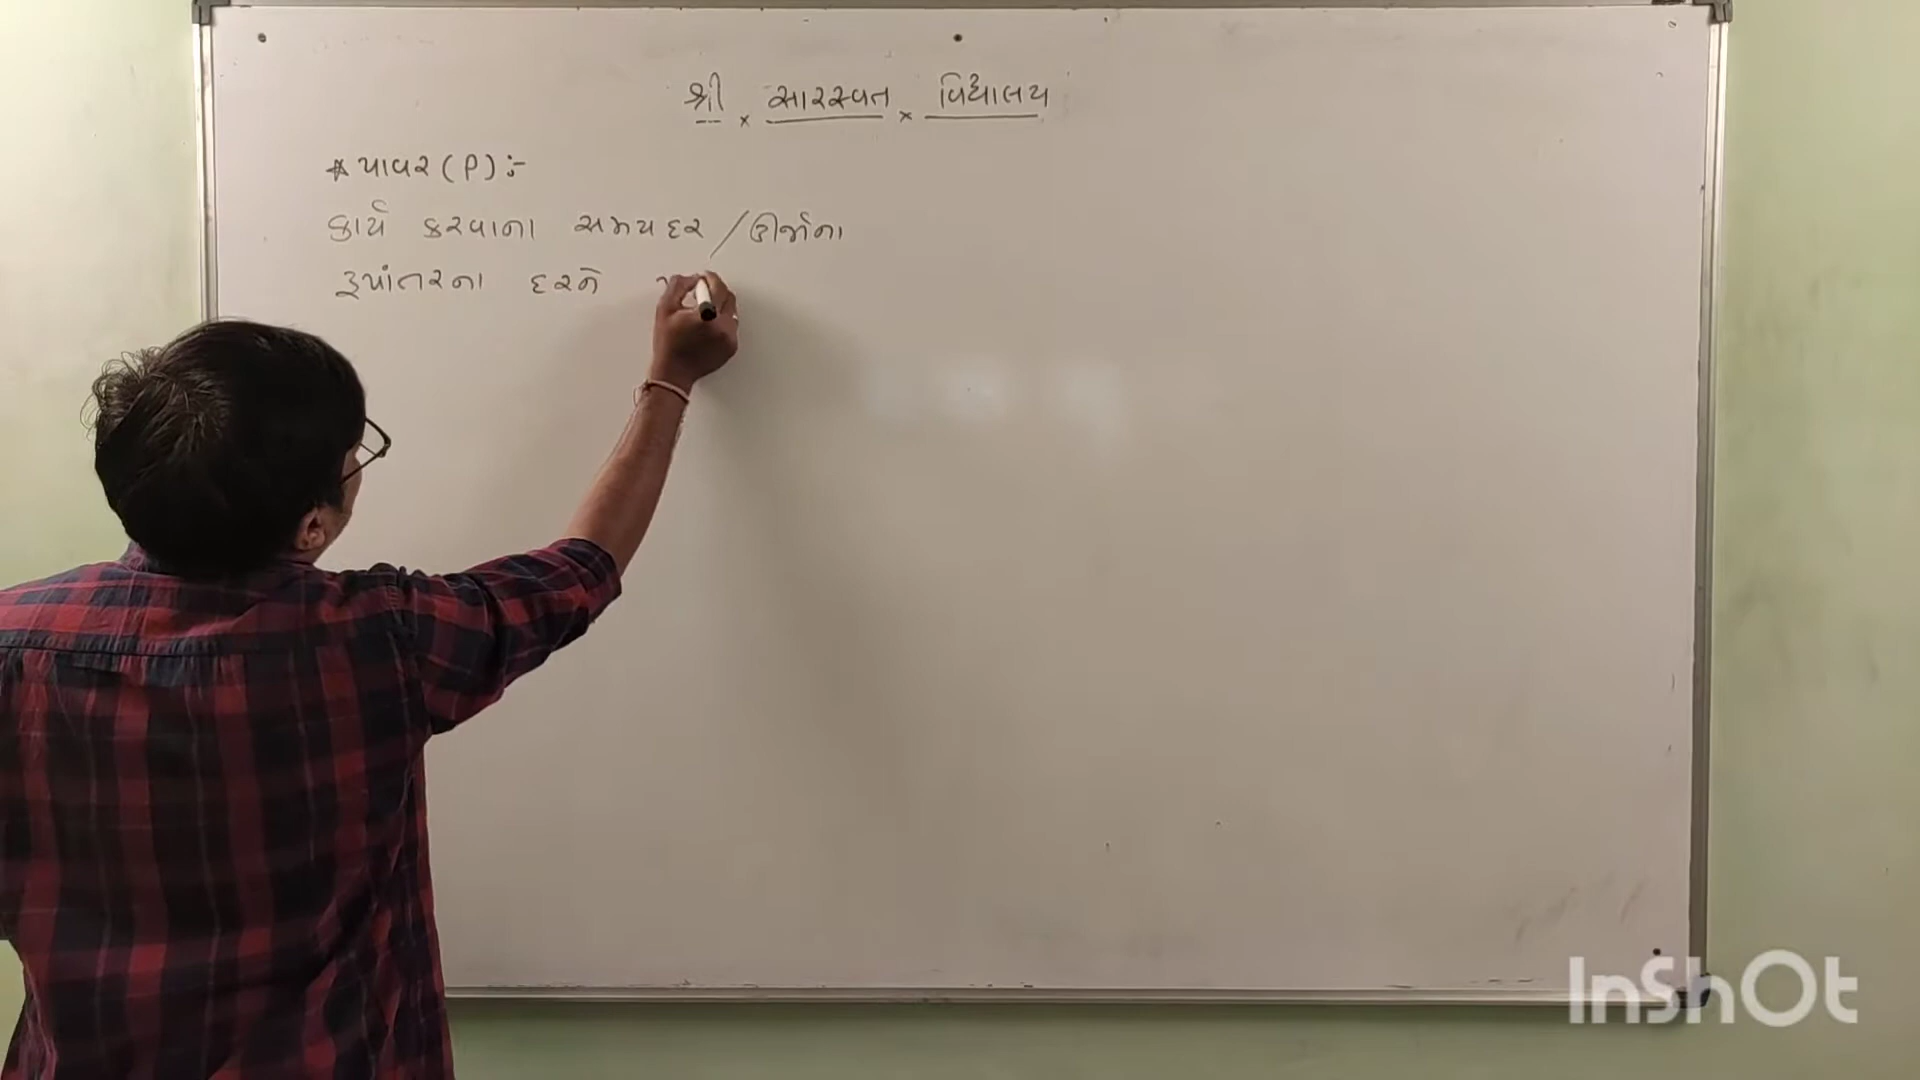 શ્રી × સારસ્વત × વિદ્યાલય
* પાવર (P) :-
કાર્ય કરવાના સમયદર / ઊર્જાના
રૂપાંતરના દરને
InShOt